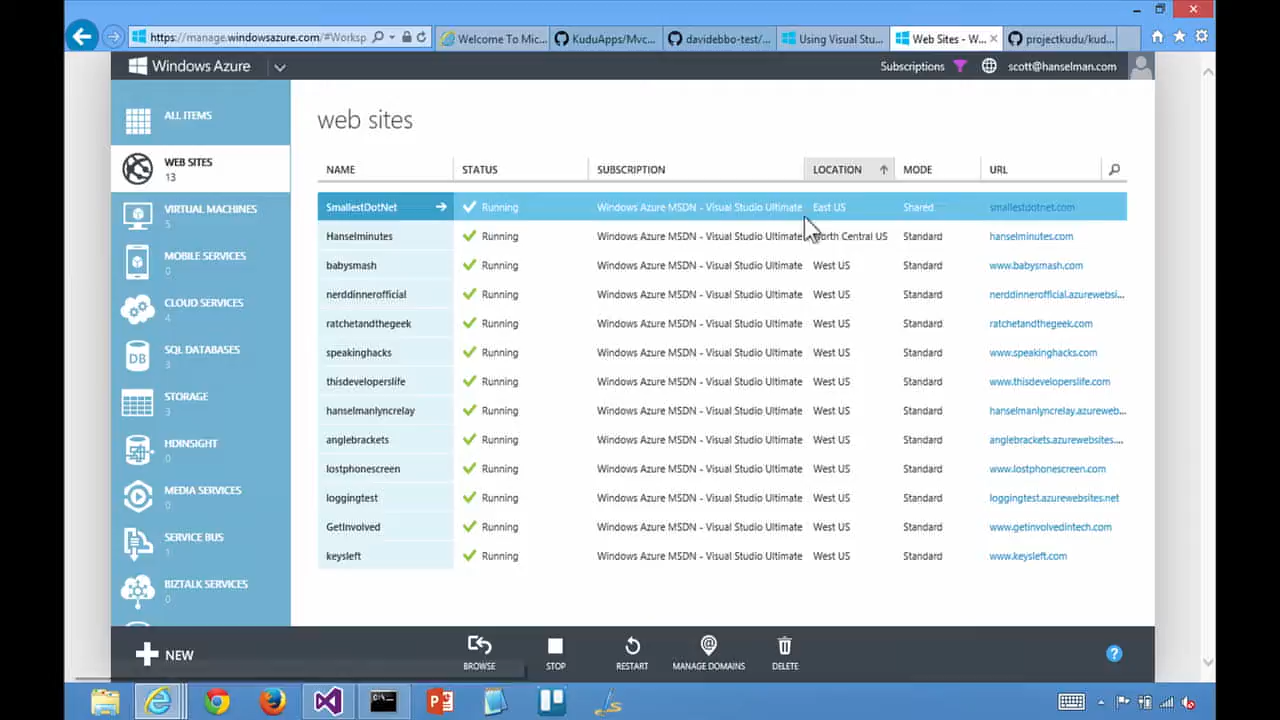 https://manage.windowsazure.com/#Worksp
Welcome To Mic...
KuduApps/Mvc...
davidebbo-test/...
Using Visual Stu...
Web Sites - W...
projectkudu/kud...
Windows Azure
Subscriptions
scott@hanselman.com
ALL ITEMS
WEB SITES
13
VIRTUAL MACHINES
5
MOBILE SERVICES
0
CLOUD SERVICES
4
SQL DATABASES
3
STORAGE
3
HDINSIGHT
0
MEDIA SERVICES
0
SERVICE BUS
1
BIZTALK SERVICES
0
web sites
NAME STATUS SUBSCRIPTION LOCATION MODE URL
SmallestDotNet Running Windows Azure MSDN - Visual Studio Ultimate East US Shared smallestdotnet.com
Hanselminutes Running Windows Azure MSDN - Visual Studio Ultimate North Central US Standard hanselminutes.com
babysmash Running Windows Azure MSDN - Visual Studio Ultimate West US Standard www.babysmash.com
nerddinnerofficial Running Windows Azure MSDN - Visual Studio Ultimate West US Standard nerddinnerofficial.azurewebsi...
ratchetandthegeek Running Windows Azure MSDN - Visual Studio Ultimate West US Standard ratchetandthegeek.com
speakinghacks Running Windows Azure MSDN - Visual Studio Ultimate West US Standard www.speakinghacks.com
thisdeveloperslife Running Windows Azure MSDN - Visual Studio Ultimate West US Standard www.thisdeveloperslife.com
hanselmanlyncrelay Running Windows Azure MSDN - Visual Studio Ultimate West US Standard hanselmanlyncrelay.azureweb...
anglebrackets Running Windows Azure MSDN - Visual Studio Ultimate West US Standard anglebrackets.azurewebsites....
lostphonescreen Running Windows Azure MSDN - Visual Studio Ultimate West US Standard www.lostphonescreen.com
loggingtest Running Windows Azure MSDN - Visual Studio Ultimate West US Standard loggingtest.azurewebsites.net
GetInvolved Running Windows Azure MSDN - Visual Studio Ultimate West US Standard www.getinvolvedintech.com
keysleft Running Windows Azure MSDN - Visual Studio Ultimate West US Standard www.keysleft.com
NEW
BROWSE
STOP
RESTART
MANAGE DOMAINS
DELETE
?
DB